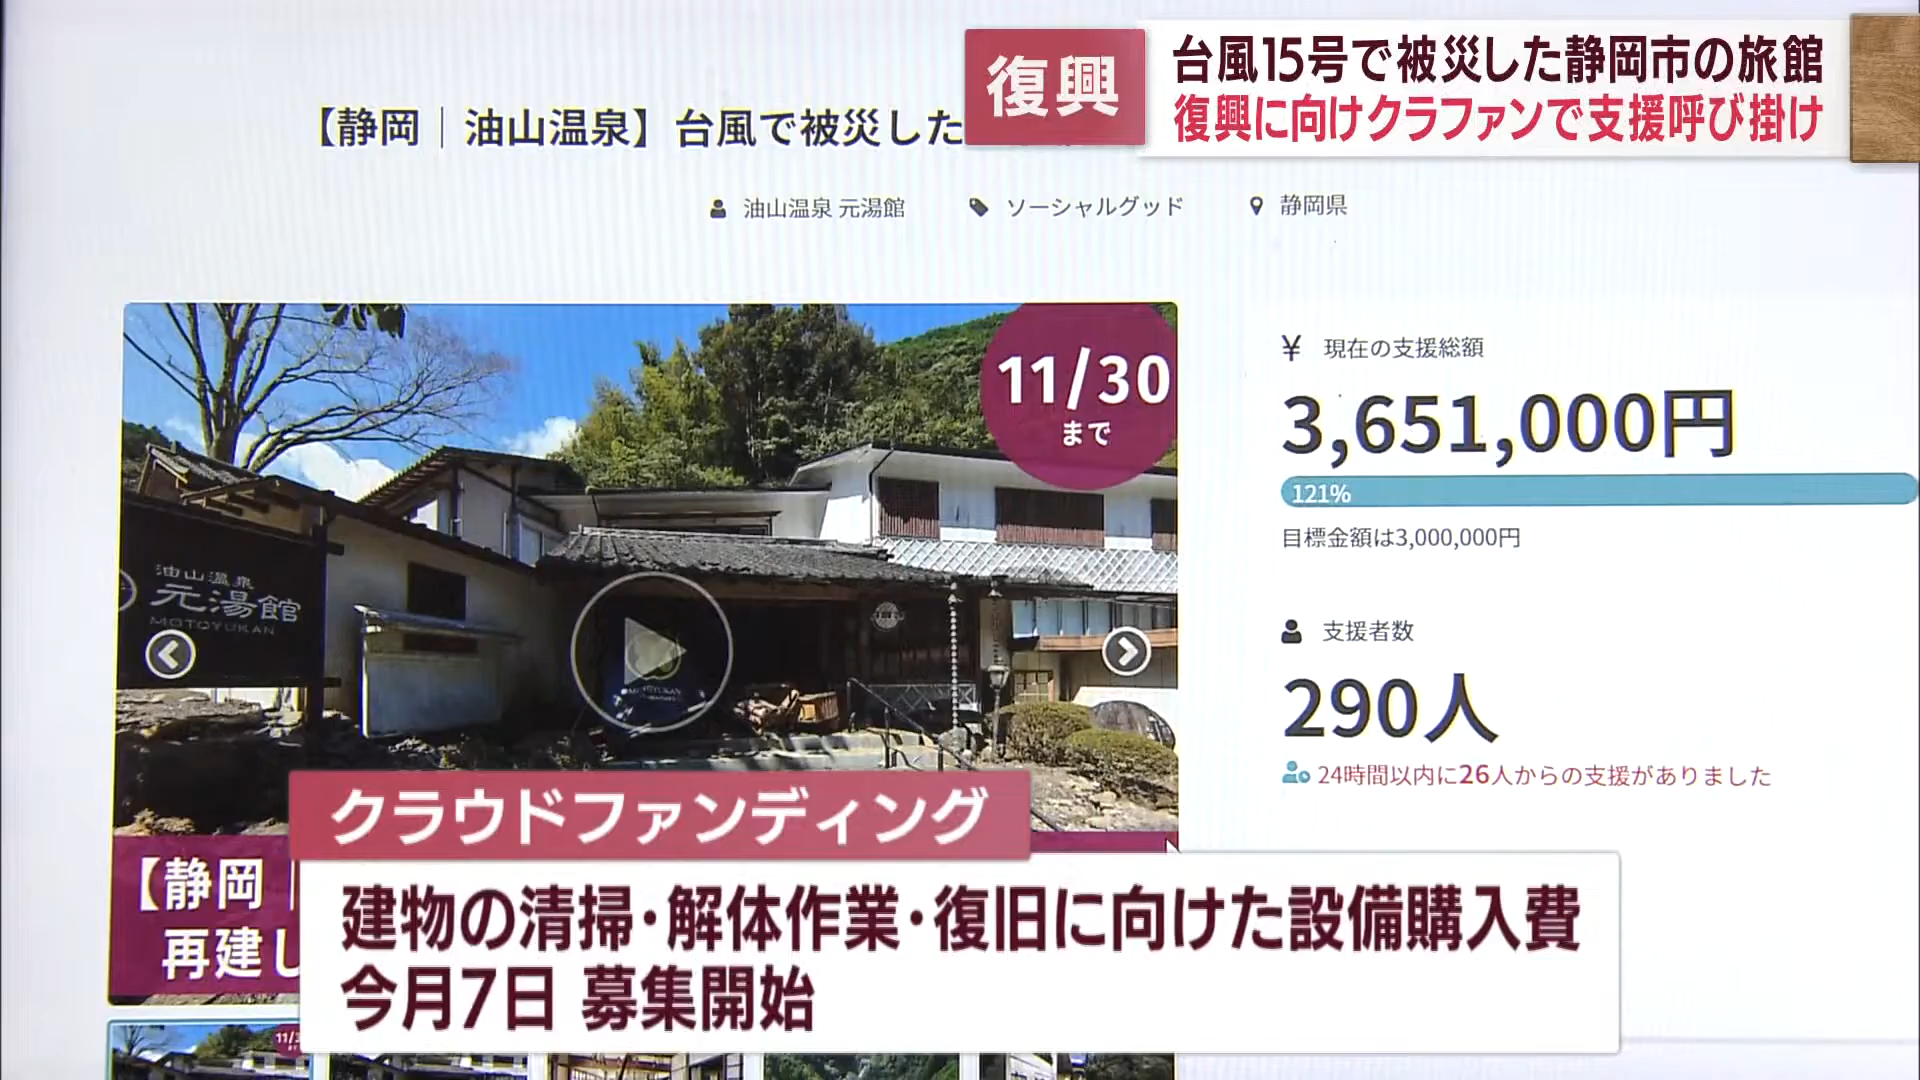 復興
台風15号で被災した静岡市の旅館
復興に向けクラファンで支援呼び掛け
【静岡｜油山温泉】台風で被災した
油山温泉 元湯館
ソーシャルグッド
静岡県
11/30
まで
油山温泉
元湯館
MOTOYUKAN
¥ 現在の支援総額
3,651,000円
121%
目標金額は3,000,000円
支援者数
290人
24時間以内に26人からの支援がありました
【静岡
再建し
クラウドファンディング
建物の清掃・解体作業・復旧に向けた設備購入費
今月7日 募集開始